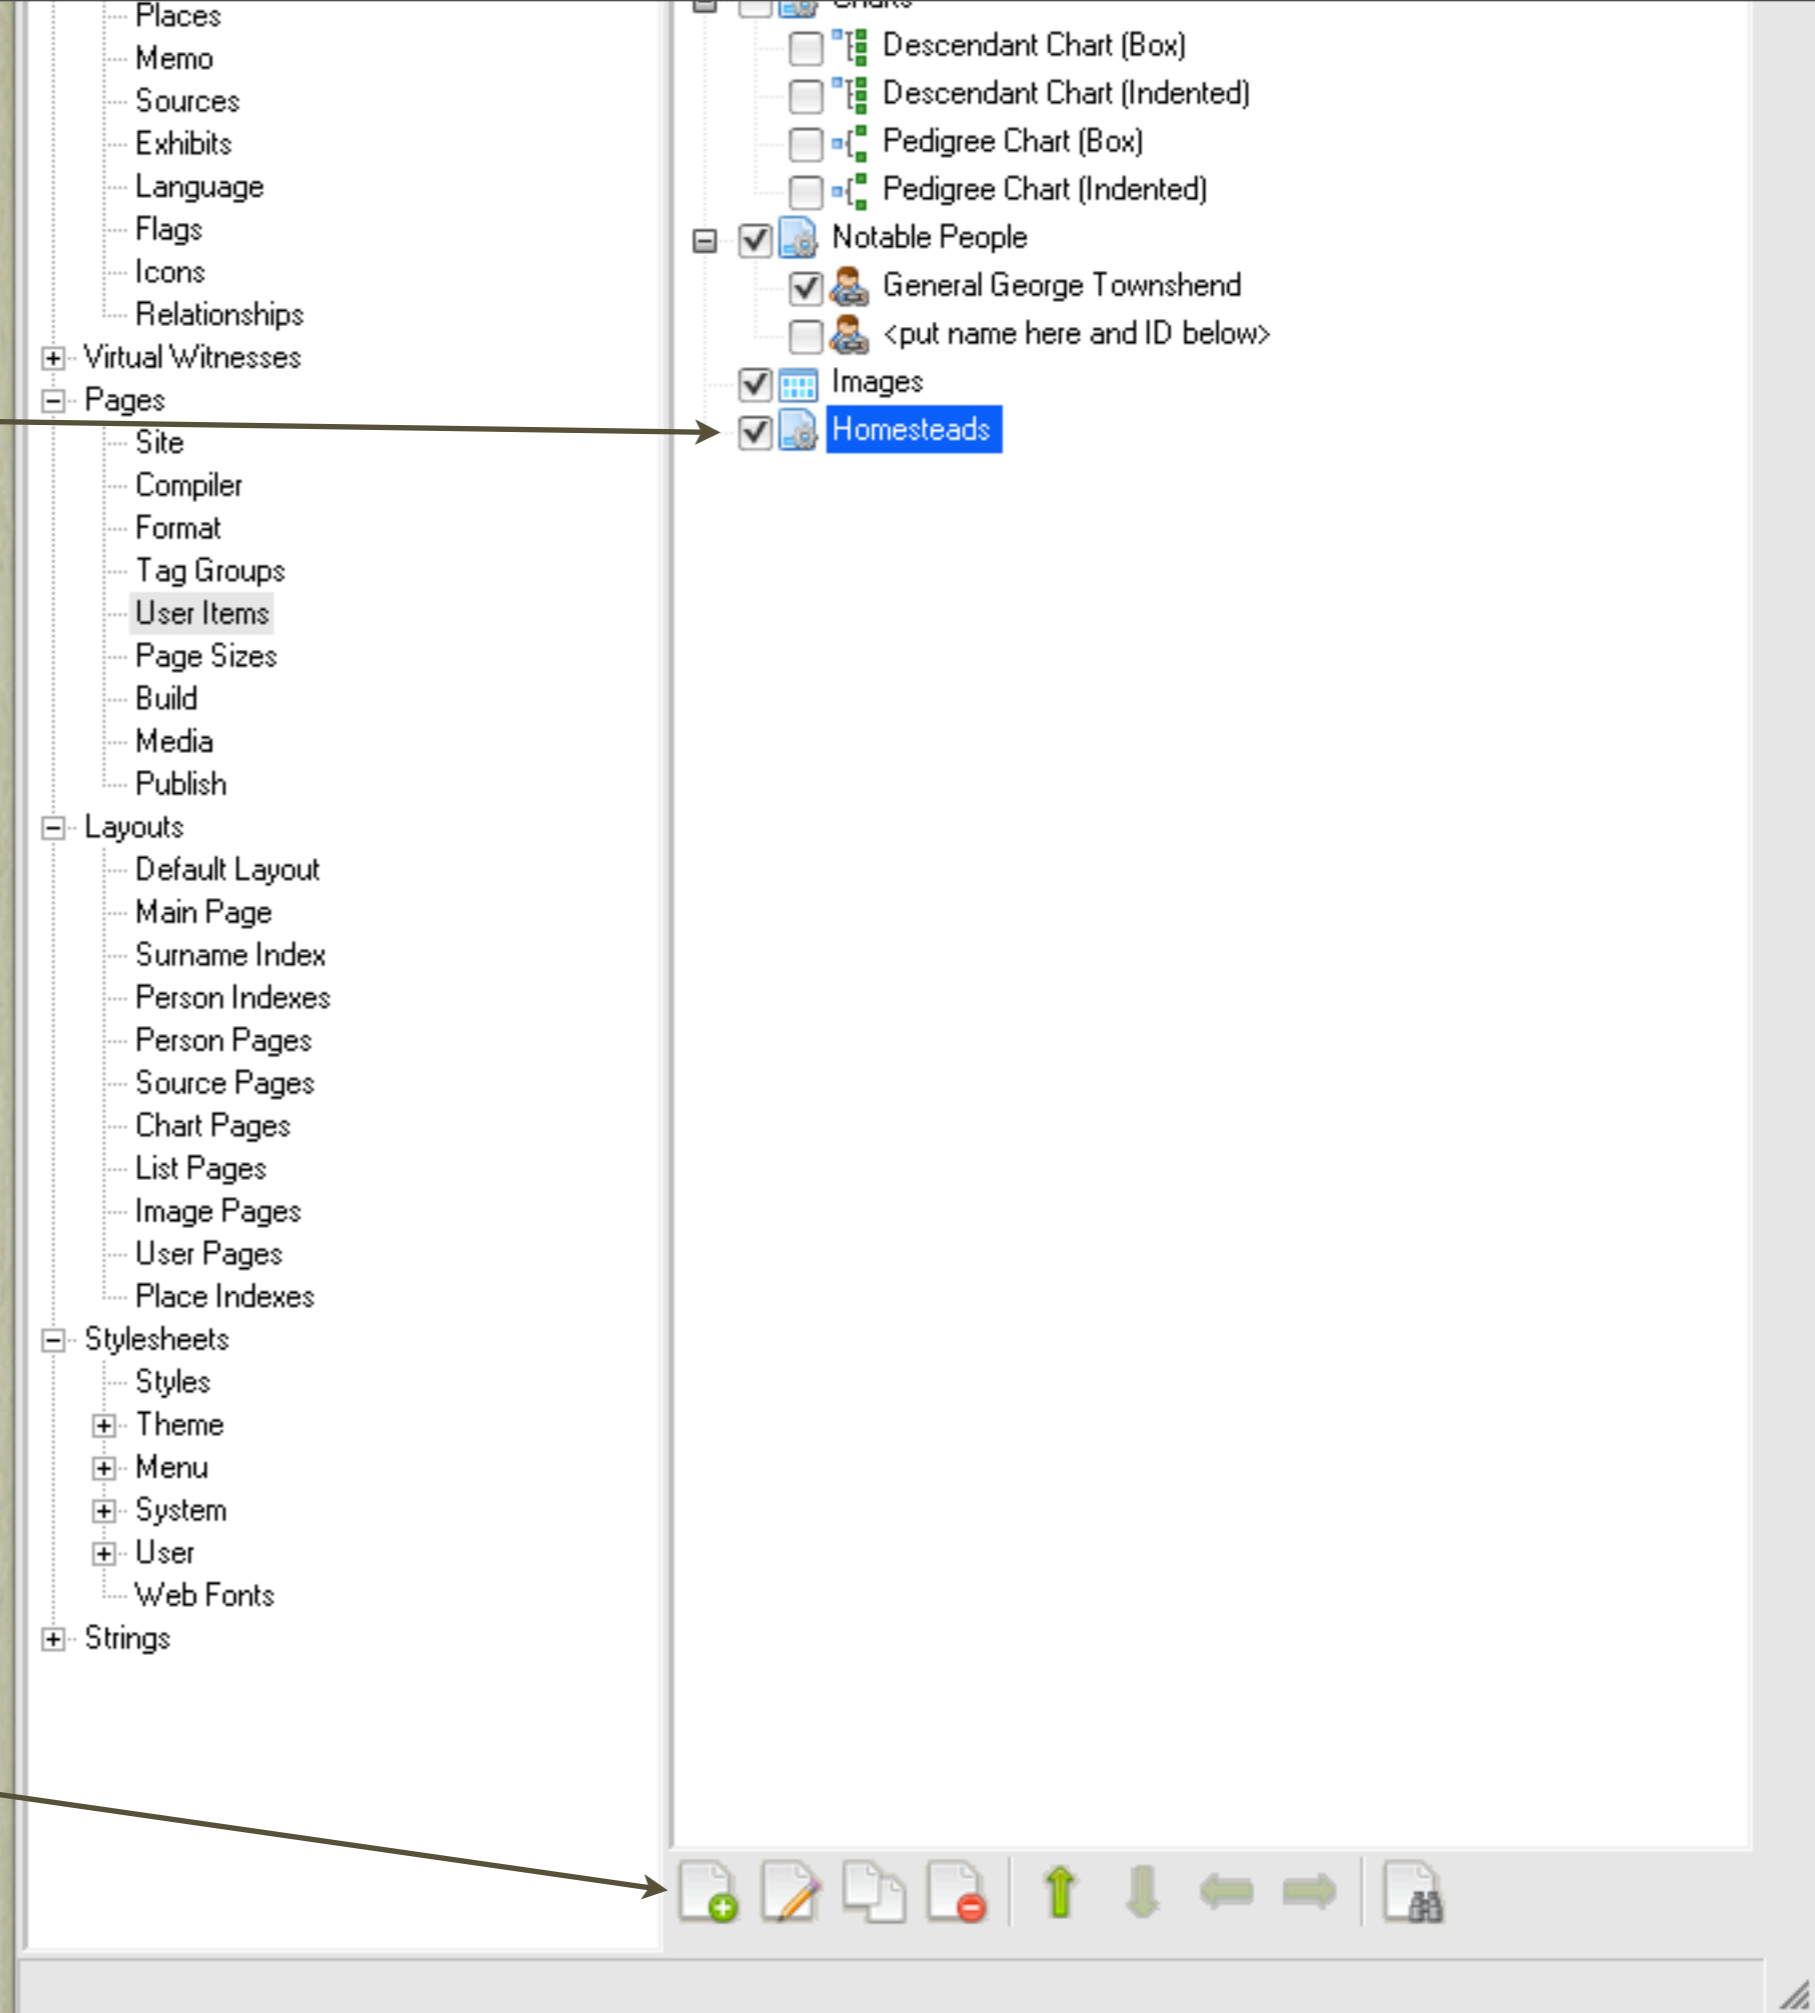 Places
Memo
Sources
Exhibits
Language
Flags
Icons
Relationships
Virtual Witnesses
Pages
Site
Compiler
Format
Tag Groups
User Items
Page Sizes
Build
Media
Publish
Layouts
Default Layout
Main Page
Surname Index
Person Indexes
Person Pages
Source Pages
Chart Pages
List Pages
Image Pages
User Pages
Place Indexes
Stylesheets
Styles
Theme
Menu
System
User
Web Fonts
Strings
Charts
Descendant Chart (Box)
Descendant Chart (Indented)
Pedigree Chart (Box)
Pedigree Chart (Indented)
Notable People
General George Townshend
<put name here and ID below>
Images
Homesteads